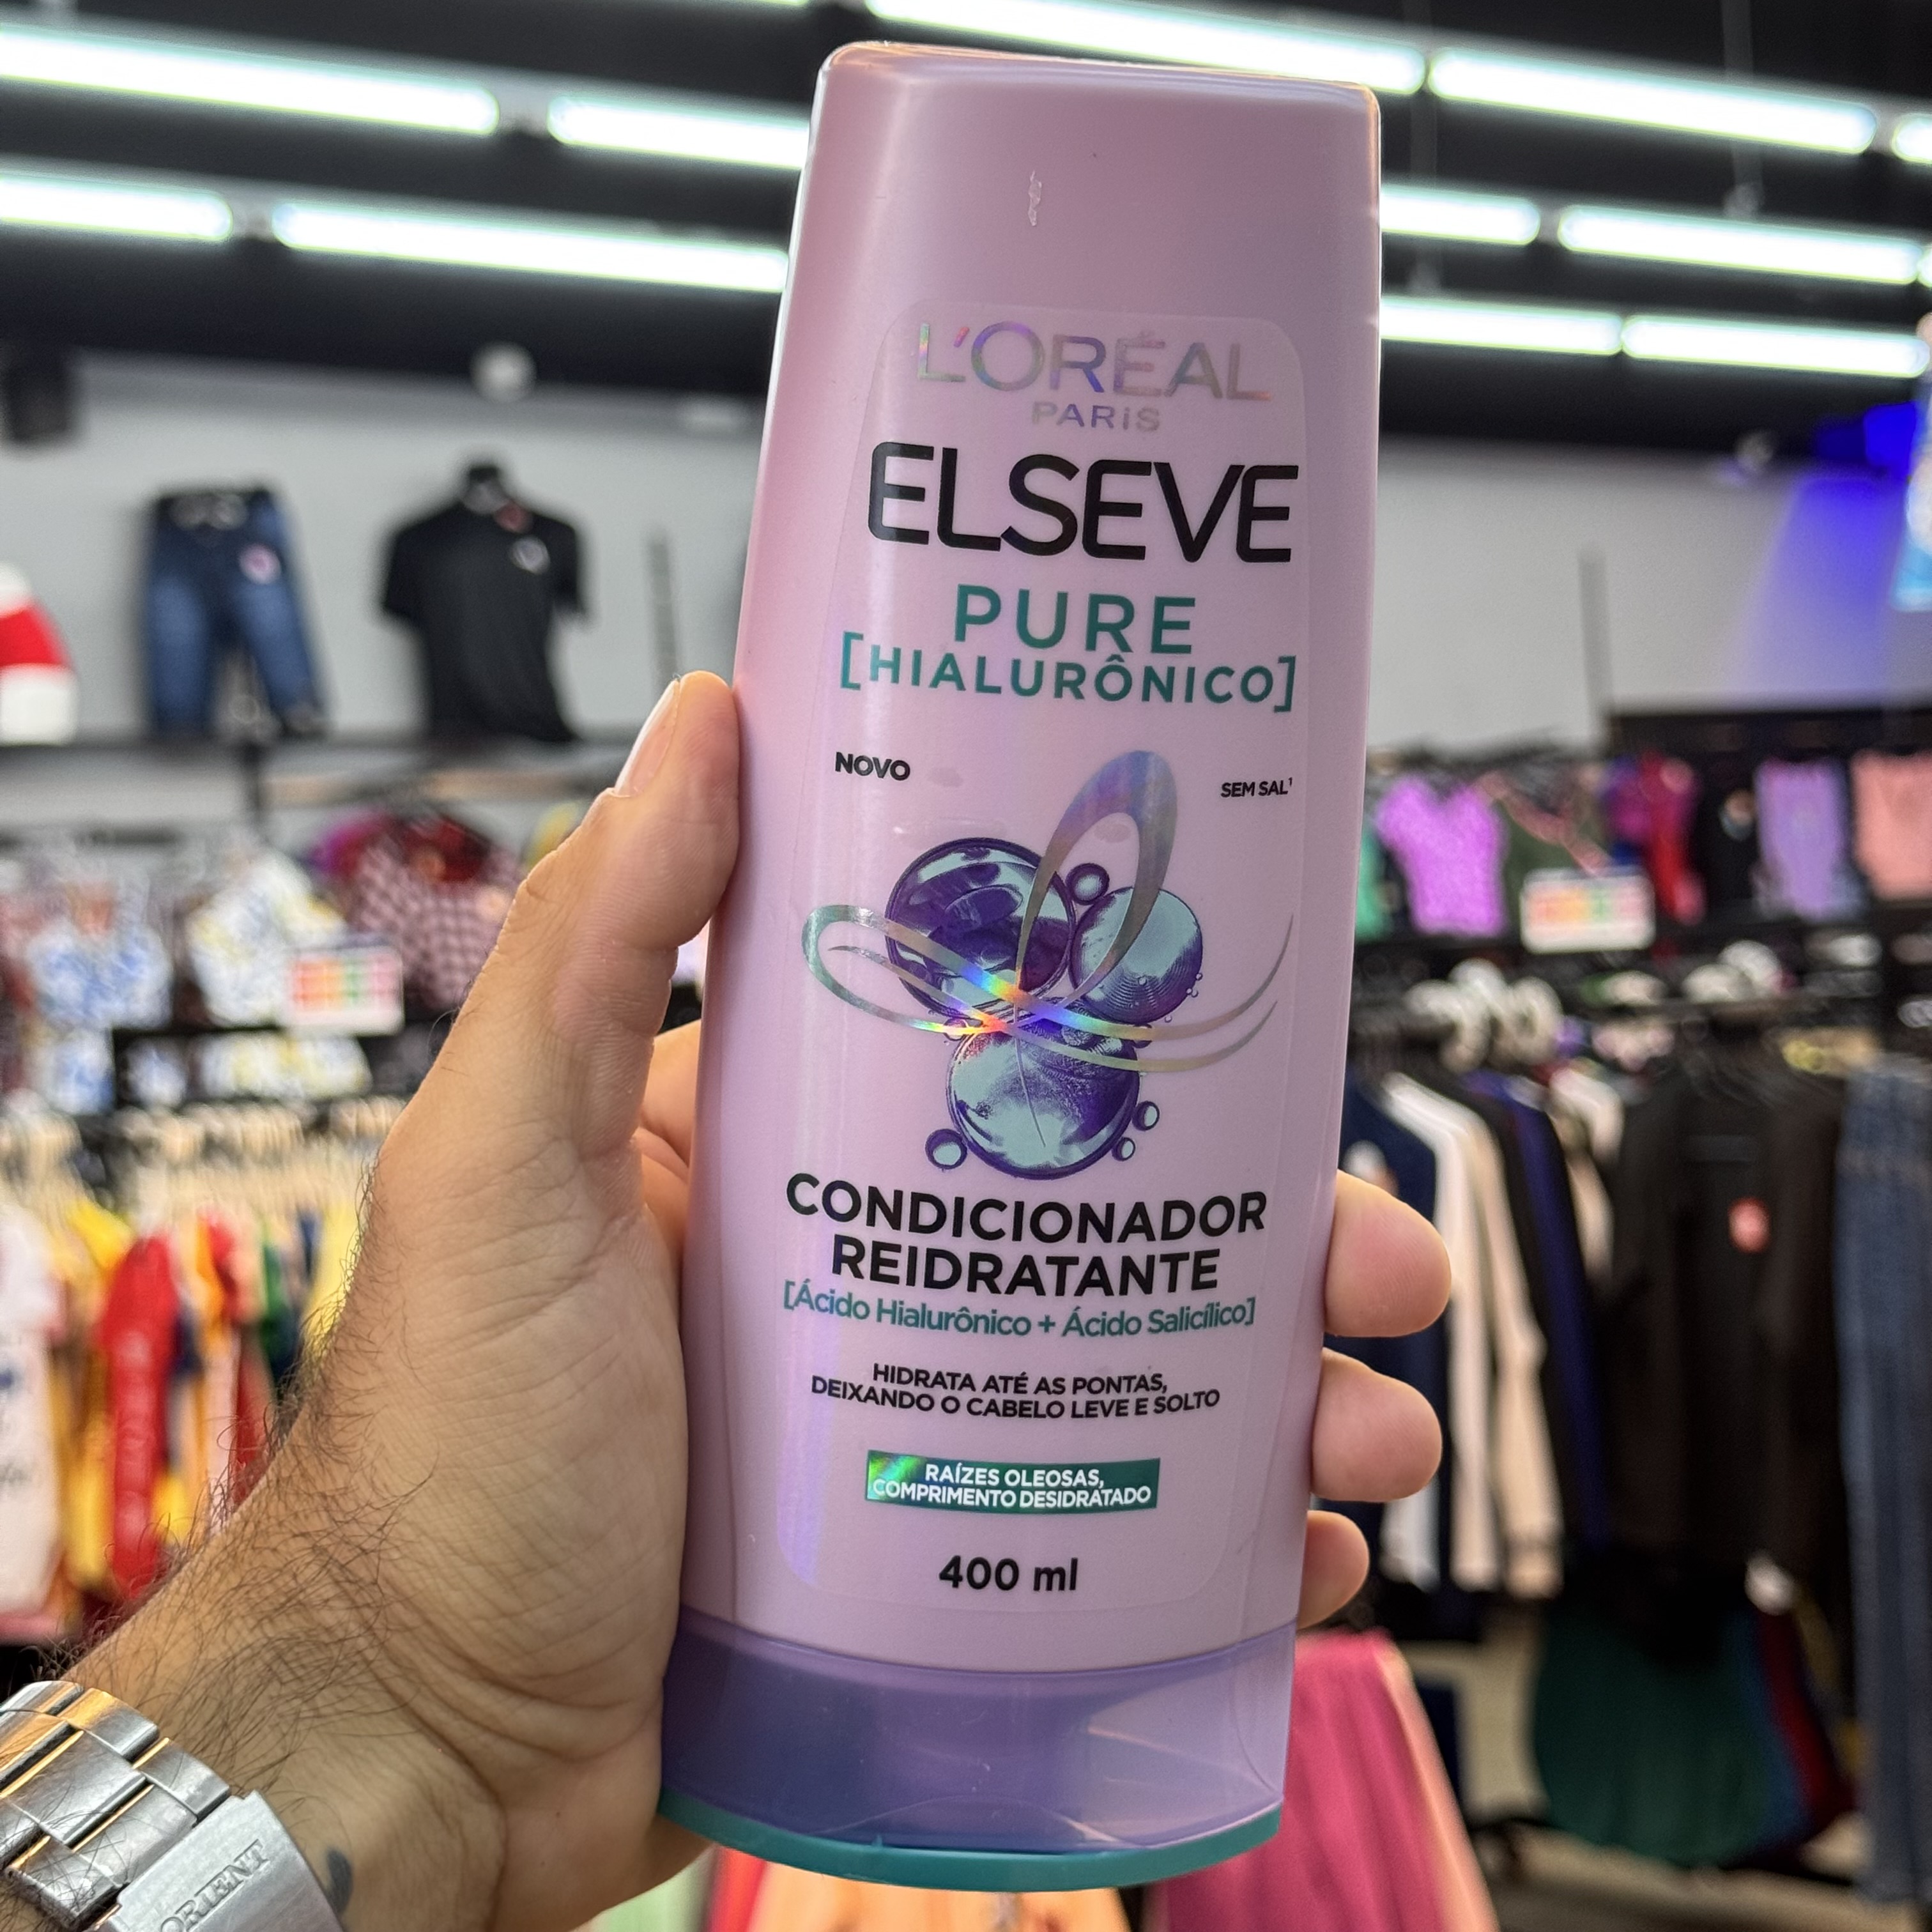 L'ORÉAL
PARIS
ELSEVE
PURE
[HIALURÔNICO]
NOVO
SEM SAL¹
CONDICIONADOR
REIDRATANTE
[Ácido Hialurônico + Ácido Salicílico]
HIDRATA ATÉ AS PONTAS,
DEIXANDO O CABELO LEVE E SOLTO
RAÍZES OLEOSAS,
COMPRIMENTO DESIDRATADO
400 ml
ORIENT